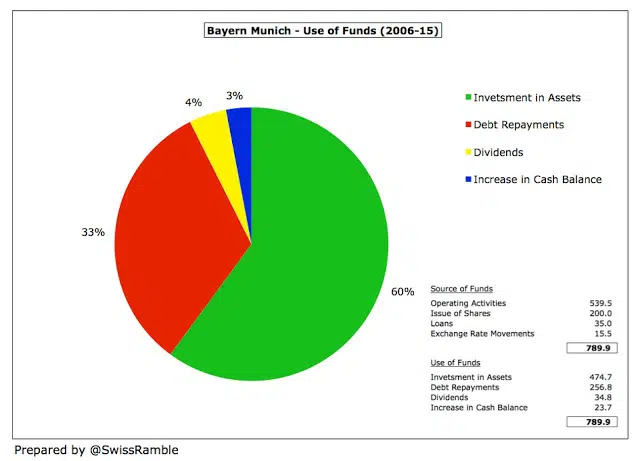 Bayern Munich - Use of Funds (2006-15)
3%
4%
33%
60%
Invetsment in Assets
Debt Repayments
Dividends
Increase in Cash Balance
Source of Funds
Operating Activities 539.5
Issue of Shares 200.0
Loans 35.0
Exchange Rate Movements 15.5
789.9
Use of Funds
Invetsment in Assets 474.7
Debt Repayments 256.8
Dividends 34.8
Increase in Cash Balance 23.7
789.9
Prepared by @SwissRamble